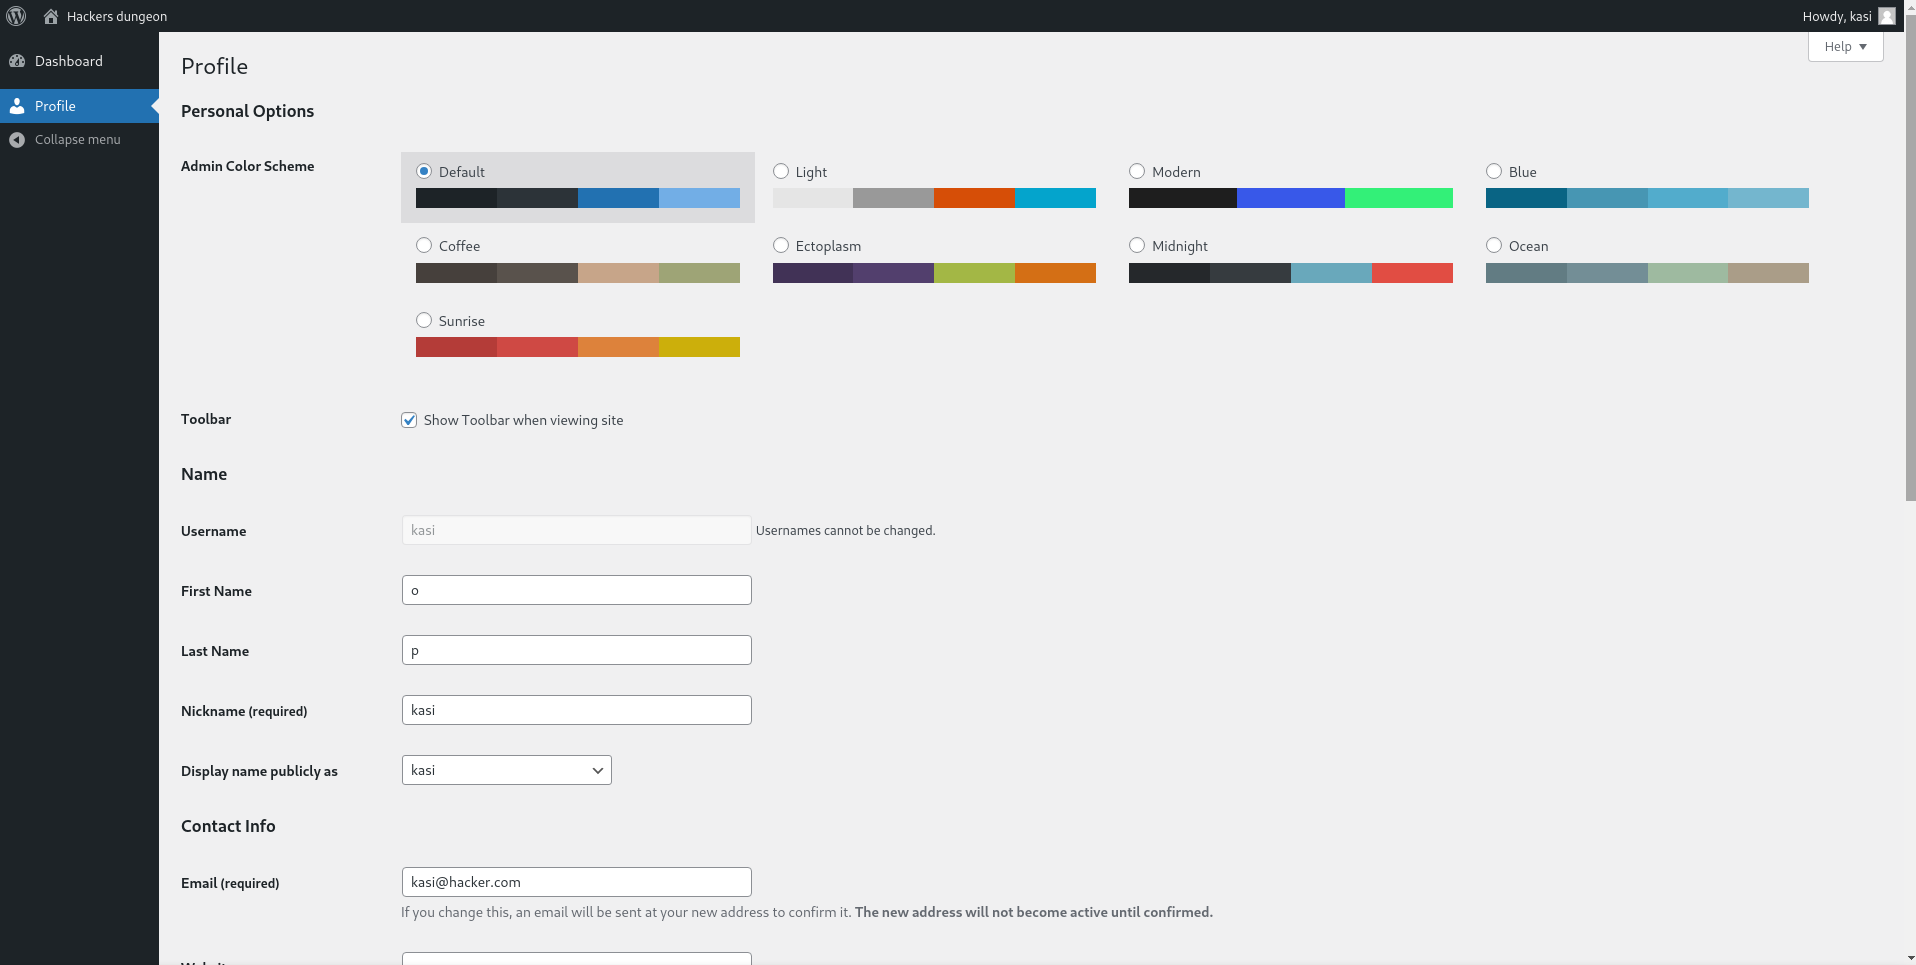 Hackers dungeon
Howdy, kasi
Help
Dashboard
Profile
Collapse menu
Profile
Personal Options
Admin Color Scheme
Default
Light
Modern
Blue
Coffee
Ectoplasm
Midnight
Ocean
Sunrise
Toolbar
Show Toolbar when viewing site
Name
Username
kasi
Usernames cannot be changed.
First Name
o
Last Name
p
Nickname (required)
kasi
Display name publicly as
kasi
Contact Info
Email (required)
kasi@hacker.com
If you change this, an email will be sent at your new address to confirm it. The new address will not become active until confirmed.